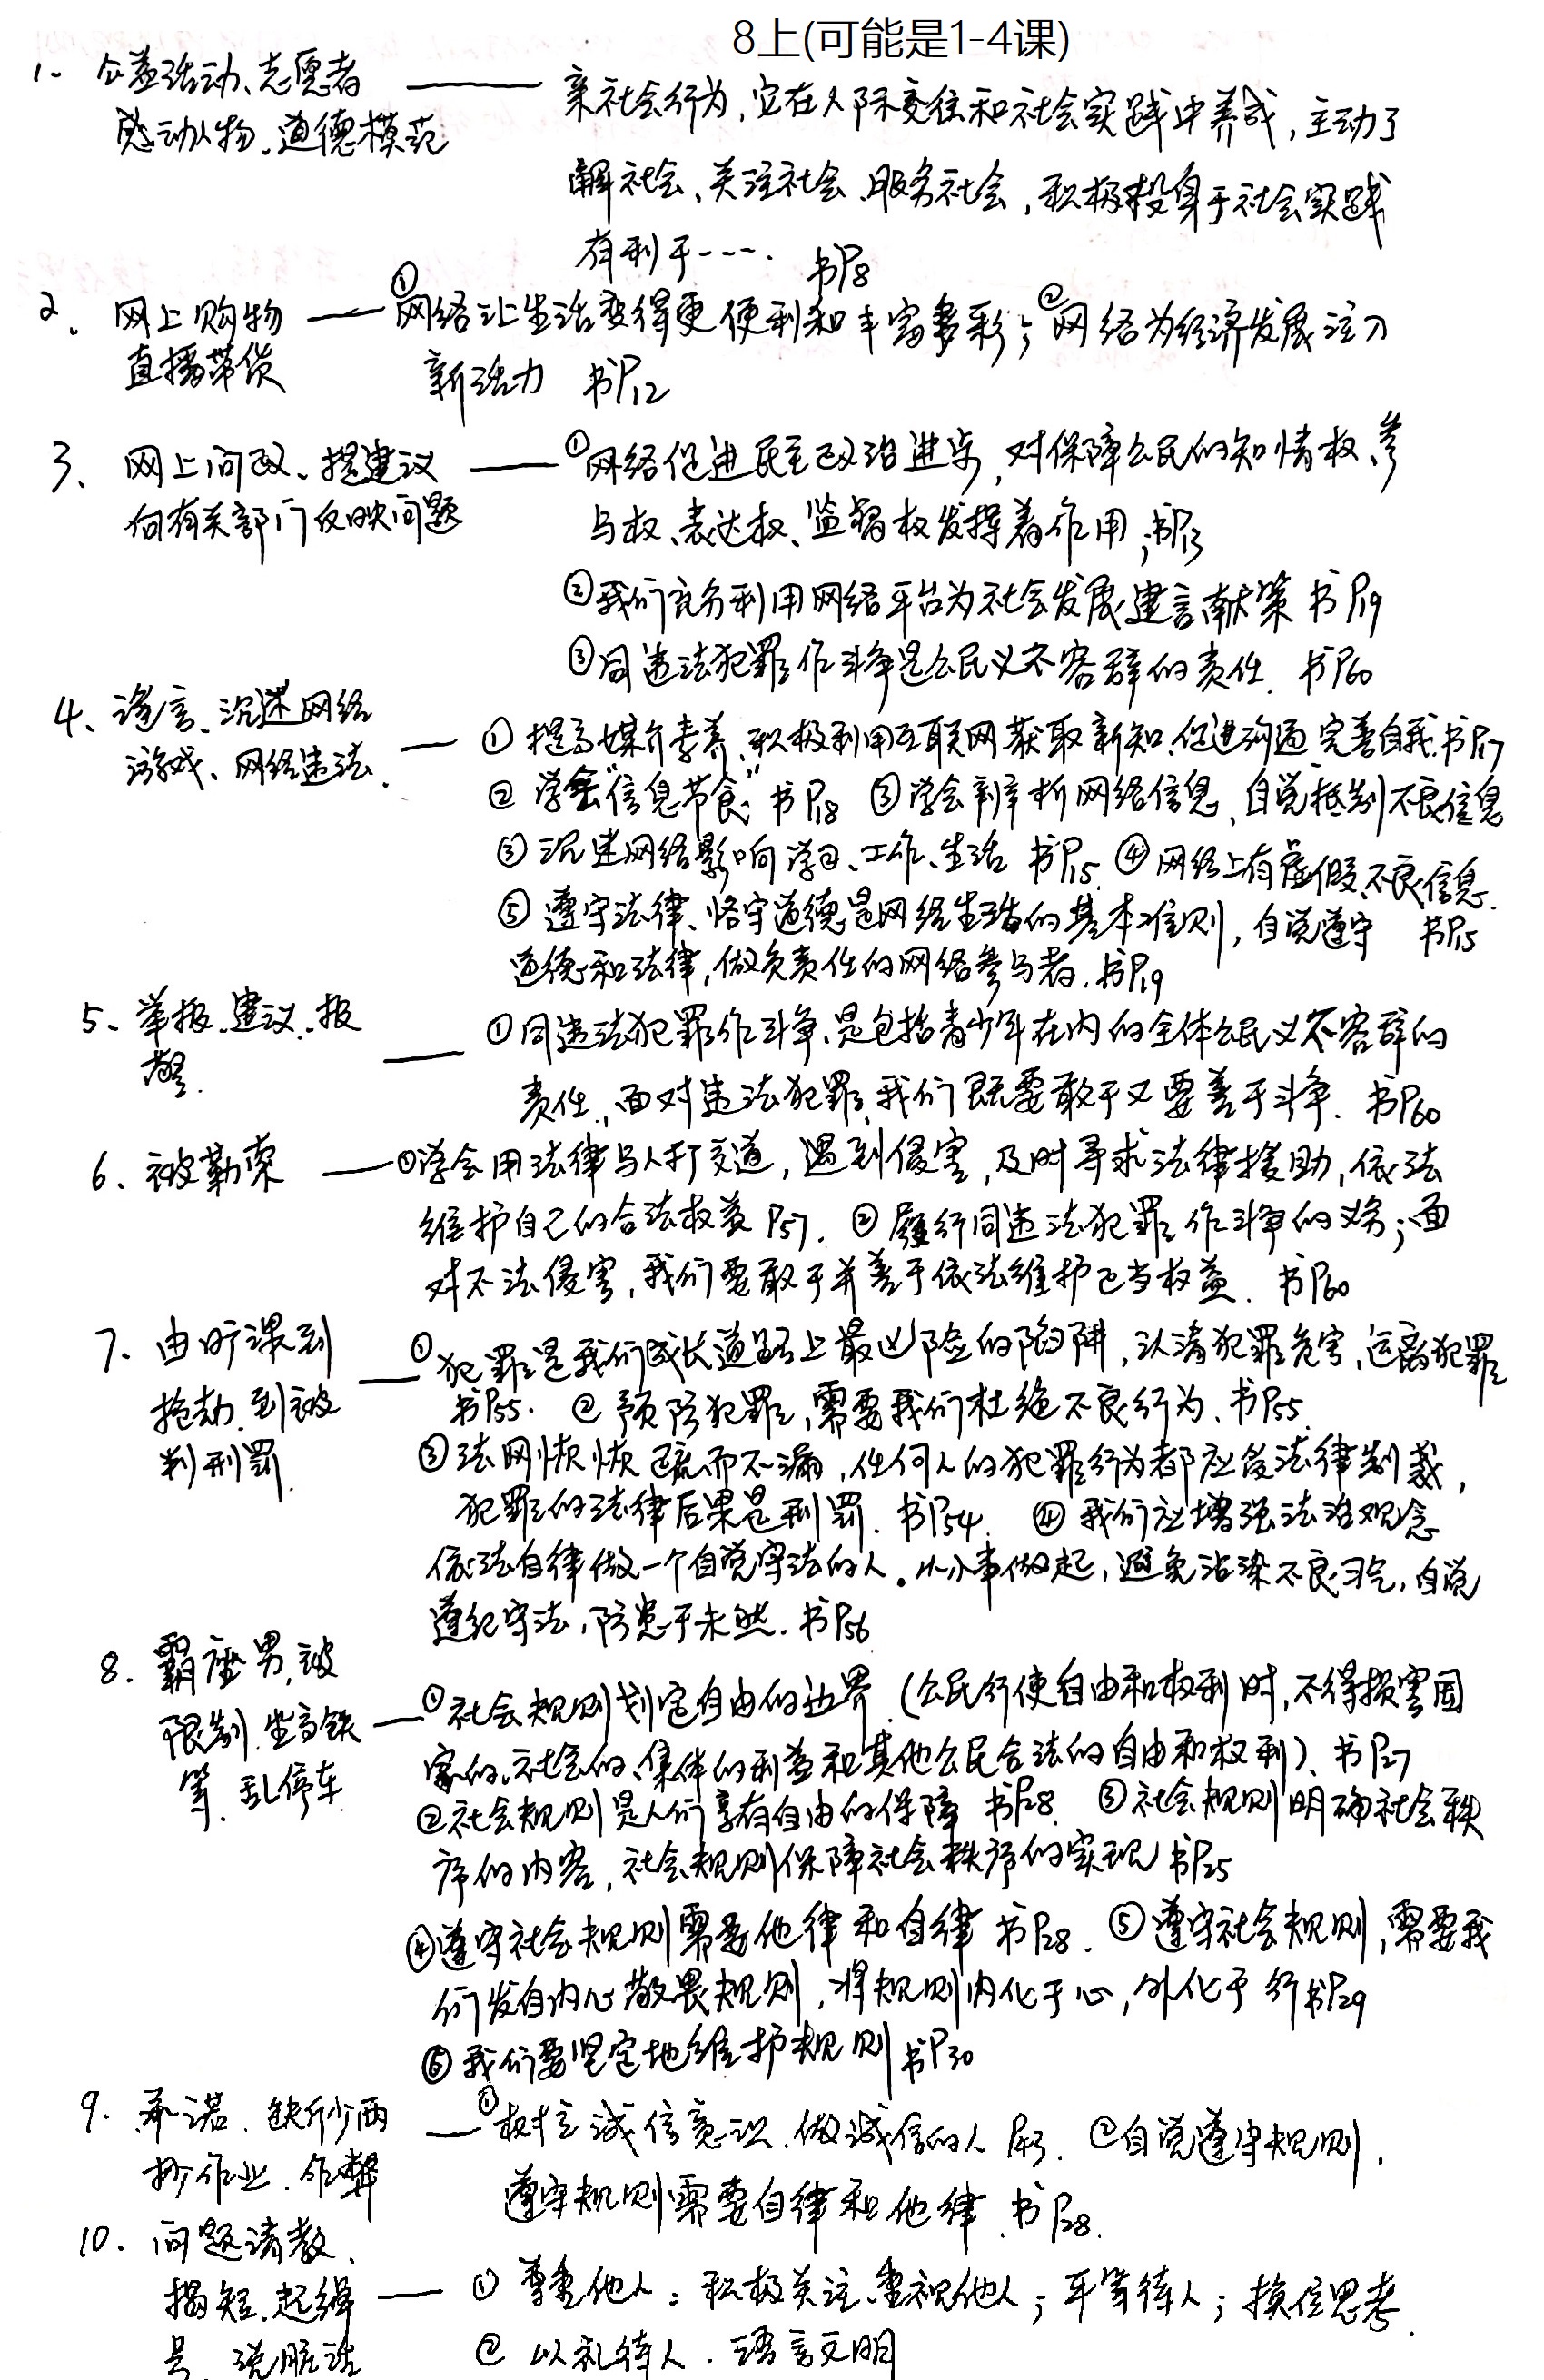 8上(可能是1-4课)
1、公益活动、志愿者 —— 亲社会行为,它在人际交往和社会实践中养成,主动了
感动人物、道德模范
解社会、关注社会、服务社会,积极投身于社会实践
有利于---- 书P8
2、网上购物 —— ①网络让生活变得更便利和丰富多彩;②网络为经济发展注入
直播带货 新活力 书P12
3、网上问政、提建议 —— ①网络促进民主政治进步,对保障公民的知情权、参
向有关部门反映问题 与权、表达权、监督权发挥着作用;书P13
②我们充分利用网络平台为社会发展建言献策 书P19
③同违法犯罪作斗争是公民义不容辞的责任. 书P60
4、谣言、沉迷网络
游戏、网络违法. —— ①提高媒介素养、积极利用互联网获取新知、促进沟通完善自我.书P17
②学会"信息节食"书P18 ③学会辨析网络信息,自觉抵制不良信息
③沉迷网络影响学习、工作、生活 书P15. ④网络上有虚假、不良信息.
⑤遵守法律、恪守道德是网络生活的基本准则,自觉遵守 书P15
道德和法律,做负责任的网络参与者.书P19
5、举报、建议、报 —— ①同违法犯罪作斗争、是包括青少年在内的全体公民义不容辞的
警. 责任,面对违法犯罪,我们既要敢于又要善于斗争. 书P60
6、被勒索 —— ①学会用法律与人打交道,遇到侵害,及时寻求法律援助,依法
维护自己的合法权益 P57. ②履行同违法犯罪作斗争的义务;面
对不法侵害,我们要敢于并善于依法维护正当权益. 书P60
7、由旷课到 —— ①犯罪是我们成长道路上最凶险的陷阱,认清犯罪危害,远离犯罪
抢劫.到被 书P55. ②预防犯罪,需要我们杜绝不良行为.书P55.
判刑罚. ③法网恢恢疏而不漏,任何人的犯罪行为都应受法律制裁,
犯罪的法律后果是刑罚. 书P54. ④我们应增强法治观念
依法自律做一个自觉守法的人。从小事做起,避免沾染不良习气,自觉
遵纪守法,防患于未然.书P56
8. 霸座男,被 —— ①社会规则划定自由的边界.(公民行使自由和权利时,不得损害国
限制.坐高铁 家的、社会的、集体的利益和其他公民合法的自由和权利)、书P27
等.乱停车. ②社会规则是人们享有自由的保障 书P28. ③社会规则明确社会秩
序的内容,社会规则保障社会秩序的实现 书P25
④遵守社会规则需要他律和自律 书P28. ⑤遵守社会规则,需要我
们发自内心敬畏规则,将规则内化于心,外化于行书P29
⑥我们要坚定地维护规则 书P30
9. 承诺.缺斤少两 —— ①树立诚信意识.做诚信的人 P43. ②自觉遵守规则.
抄作业.作弊 遵守规则需要自律和他律.书P28.
10. 问题请教、
揭短.起绰 —— ①尊重他人:积极关注、重视他人;平等待人;换位思考.
号、说脏话 ②以礼待人.语言文明